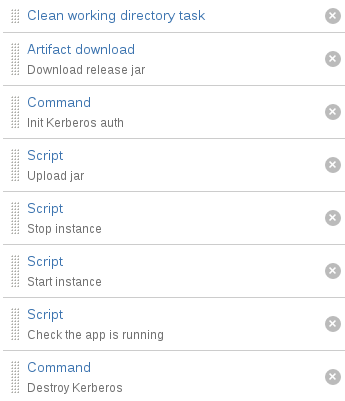 Clean working directory task
Artifact download
Download release jar
Command
Init Kerberos auth
Script
Upload jar
Script
Stop instance
Script
Start instance
Script
Check the app is running
Command
Destroy Kerberos